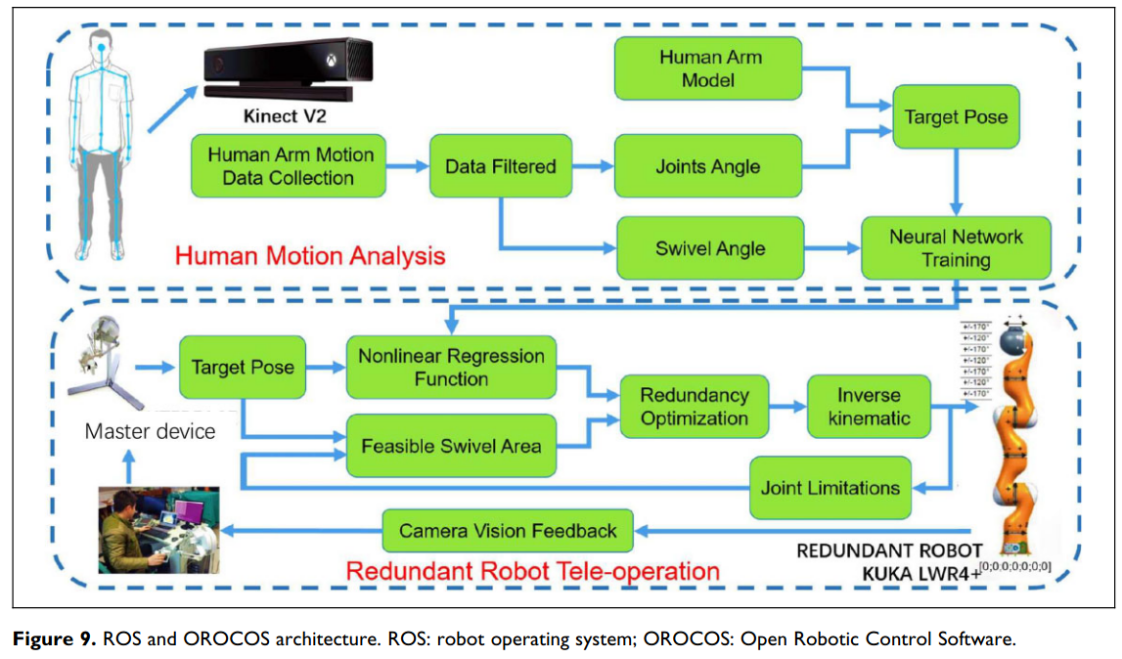 Human Arm
Model
Kinect V2
Target Pose
Human Arm Motion
Data Collection
Data Filtered
Joints Angle
Swivel Angle
Neural Network
Training
Human Motion Analysis
+/-170°
+/-120°
+/-170°
+/-120°
+/-170°
+/-120°
+/-170°
Target Pose
Nonlinear Regression
Function
Redundancy
Optimization
Inverse
kinematic
Master device
Feasible Swivel Area
Joint Limitations
Camera Vision Feedback
REDUNDANT ROBOT
KUKA LWR4+
[0;0;0;0;0;0;0]
Redundant Robot Tele-operation
Figure 9. ROS and OROCOS architecture. ROS: robot operating system; OROCOS: Open Robotic Control Software.